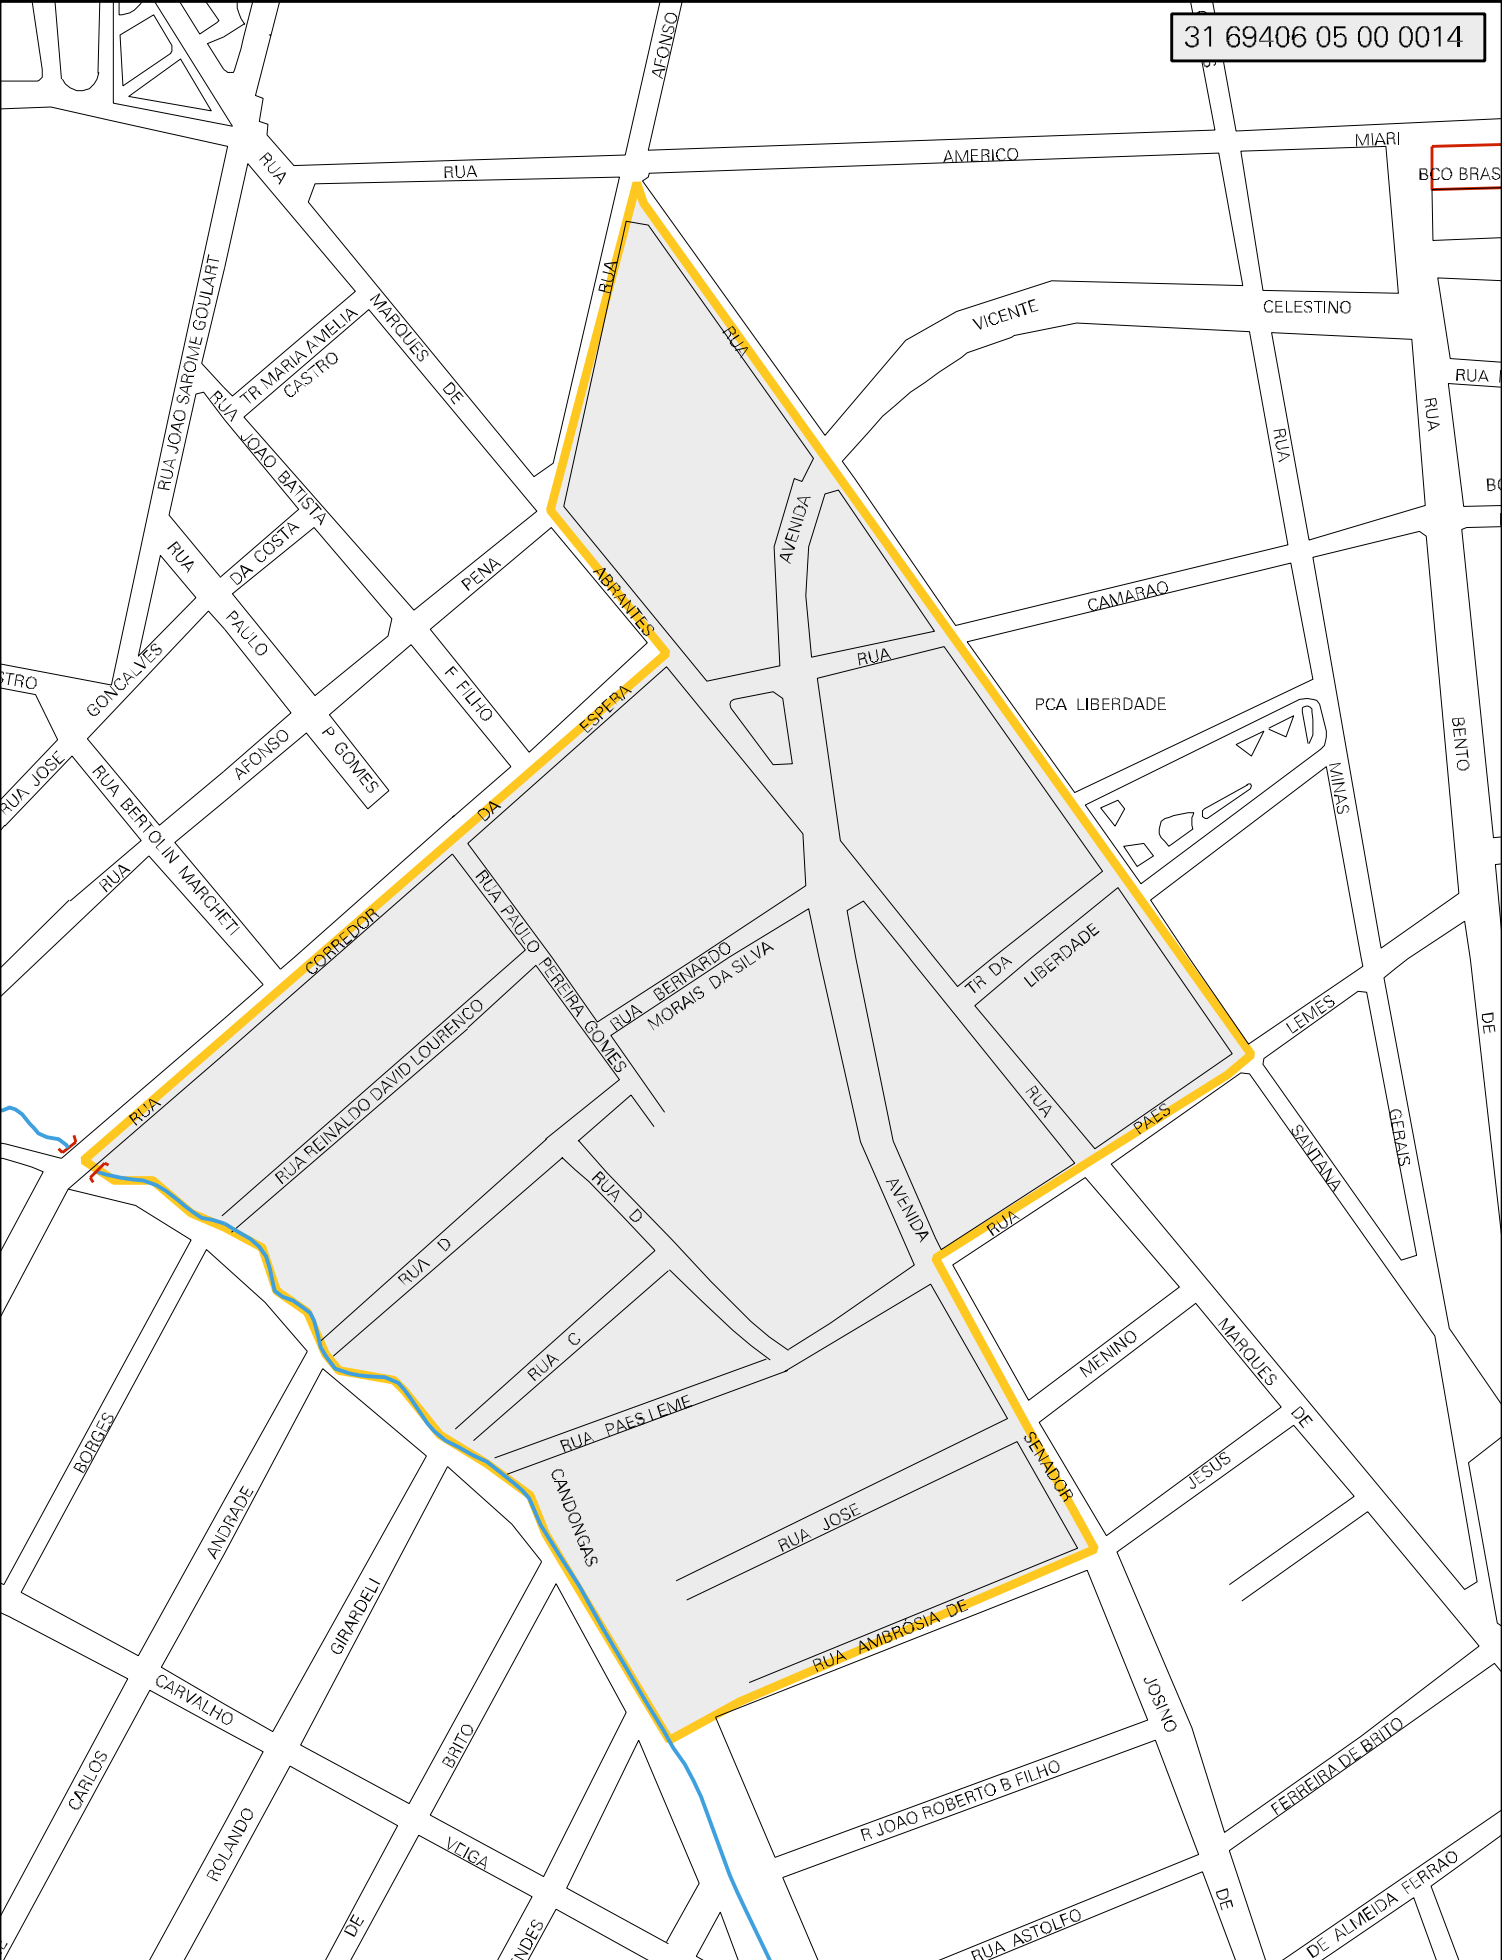 31 69406 05 00 0014
AFONSO
MIARI
AMERICO
RUA
RUA
BCO BRAS
RUA
RUA JOAO SAROME GOULART
MARQUES
DE
TR MARIA AMELIA
CASTRO
RUA
VICENTE
CELESTINO
RUA
RUA
RUA
RUA
JOAO BATISTA
AVENIDA
DA COSTA
RUA
PENA
ABRANTES
CAMARAO
PAULO
RUA
GONCALVES
F FILHO
ESPERA
PCA LIBERDADE
BENTO
AFONSO
P GOMES
RUA JOSE
RUA BERTOLIN MARCHETI
MINAS
DA
RUA
RUA PAULO PEREIRA GOMES
CORREDOR
RUA BERNARDO
MORAIS DA SILVA
TR DA
LIBERDADE
LEMES
DE
RUA REINALDO DAVID LOURENCO
RUA
RUA
PAES
GERAIS
SANTANA
RUA D
AVENIDA
RUA
RUA D
RUA C
MENINO
MARQUES
DE
RUA PAES LEME
BORGES
SENADOR
JESUS
CANDONGAS
ANDRADE
RUA JOSE
GIRARDELI
RUA AMBRÓSIA DE
CARVALHO
JOSINO
BRITO
CARLOS
FERREIRA DE BRITO
R JOAO ROBERTO B FILHO
ROLANDO
VEIGA
DE
DE
DE ALMEIDA FERRAO
RUA ASTOLFO